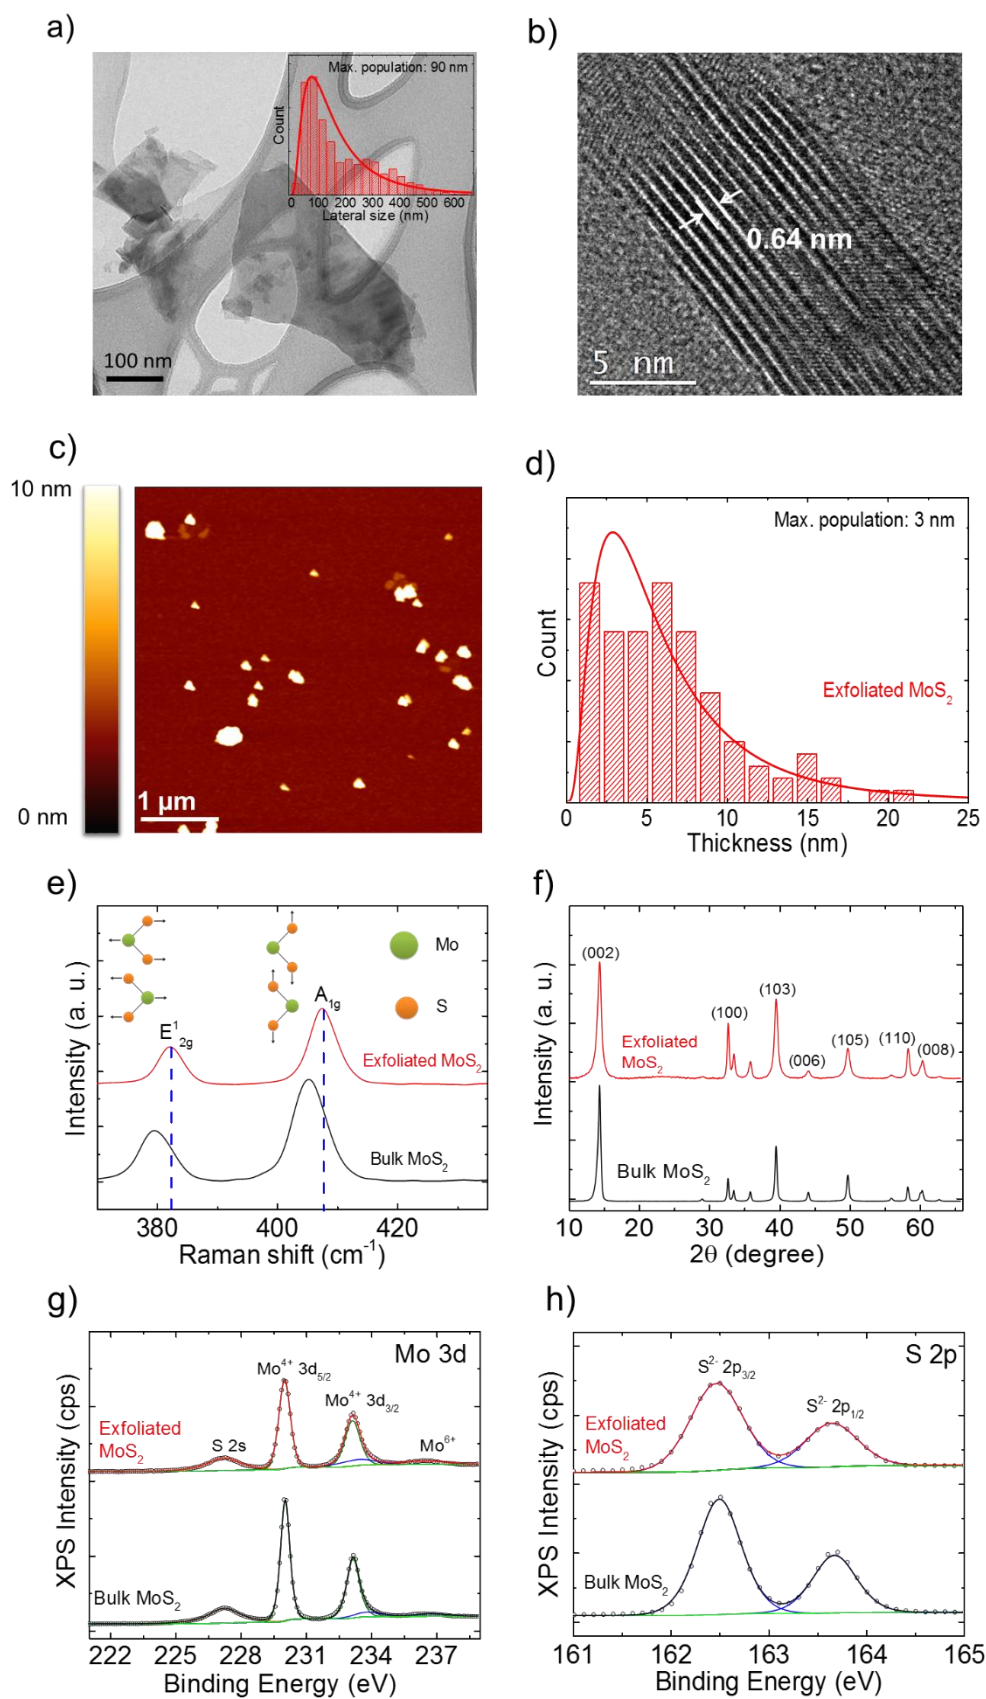 a)
Max. population: 90 nm
Count
0 100 200 300 400 500 600
Lateral size (nm)
100 nm
b)
0.64 nm
5 nm
c)
10 nm
0 nm
1 µm
d)
Max. population: 3 nm
Count
Exfoliated MoS₂
0 5 10 15 20 25
Thickness (nm)
e)
Mo
S
E¹₂g
A₁g
Exfoliated MoS₂
Bulk MoS₂
Intensity (a. u.)
380 400 420
Raman shift (cm⁻¹)
f)
(002)
(100)
(103)
(006)
(105)
(110)
(008)
Exfoliated
MoS₂
Bulk MoS₂
Intensity (a. u.)
10 20 30 40 50 60
2θ (degree)
g)
Mo 3d
Mo⁴⁺ 3d₅/₂
Mo⁴⁺ 3d₃/₂
S 2s
Mo⁶⁺
Exfoliated
MoS₂
Bulk MoS₂
XPS Intensity (cps)
222 225 228 231 234 237
Binding Energy (eV)
h)
S 2p
S²⁻ 2p₃/₂
S²⁻ 2p₁/₂
Exfoliated
MoS₂
Bulk MoS₂
XPS Intensity (cps)
161 162 163 164 165
Binding Energy (eV)